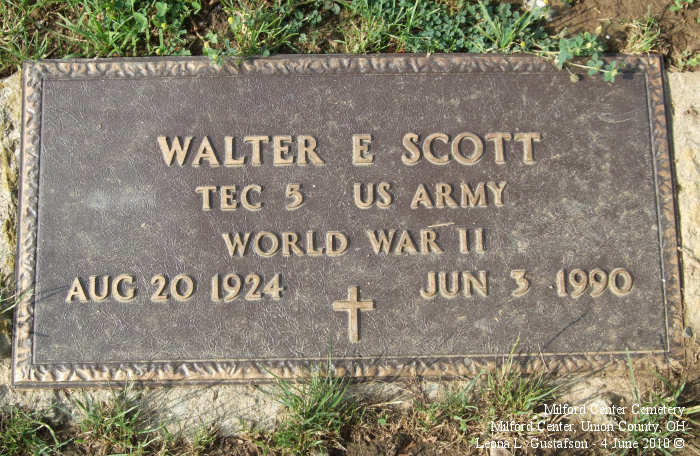 WALTER E SCOTT
TEC 5 US ARMY
WORLD WAR II
AUG 20 1924 JUN 3 1990
Milford Center Cemetery
Milford Center, Union County, OH
Leona L. Gustafson - 4 June 2010 ©